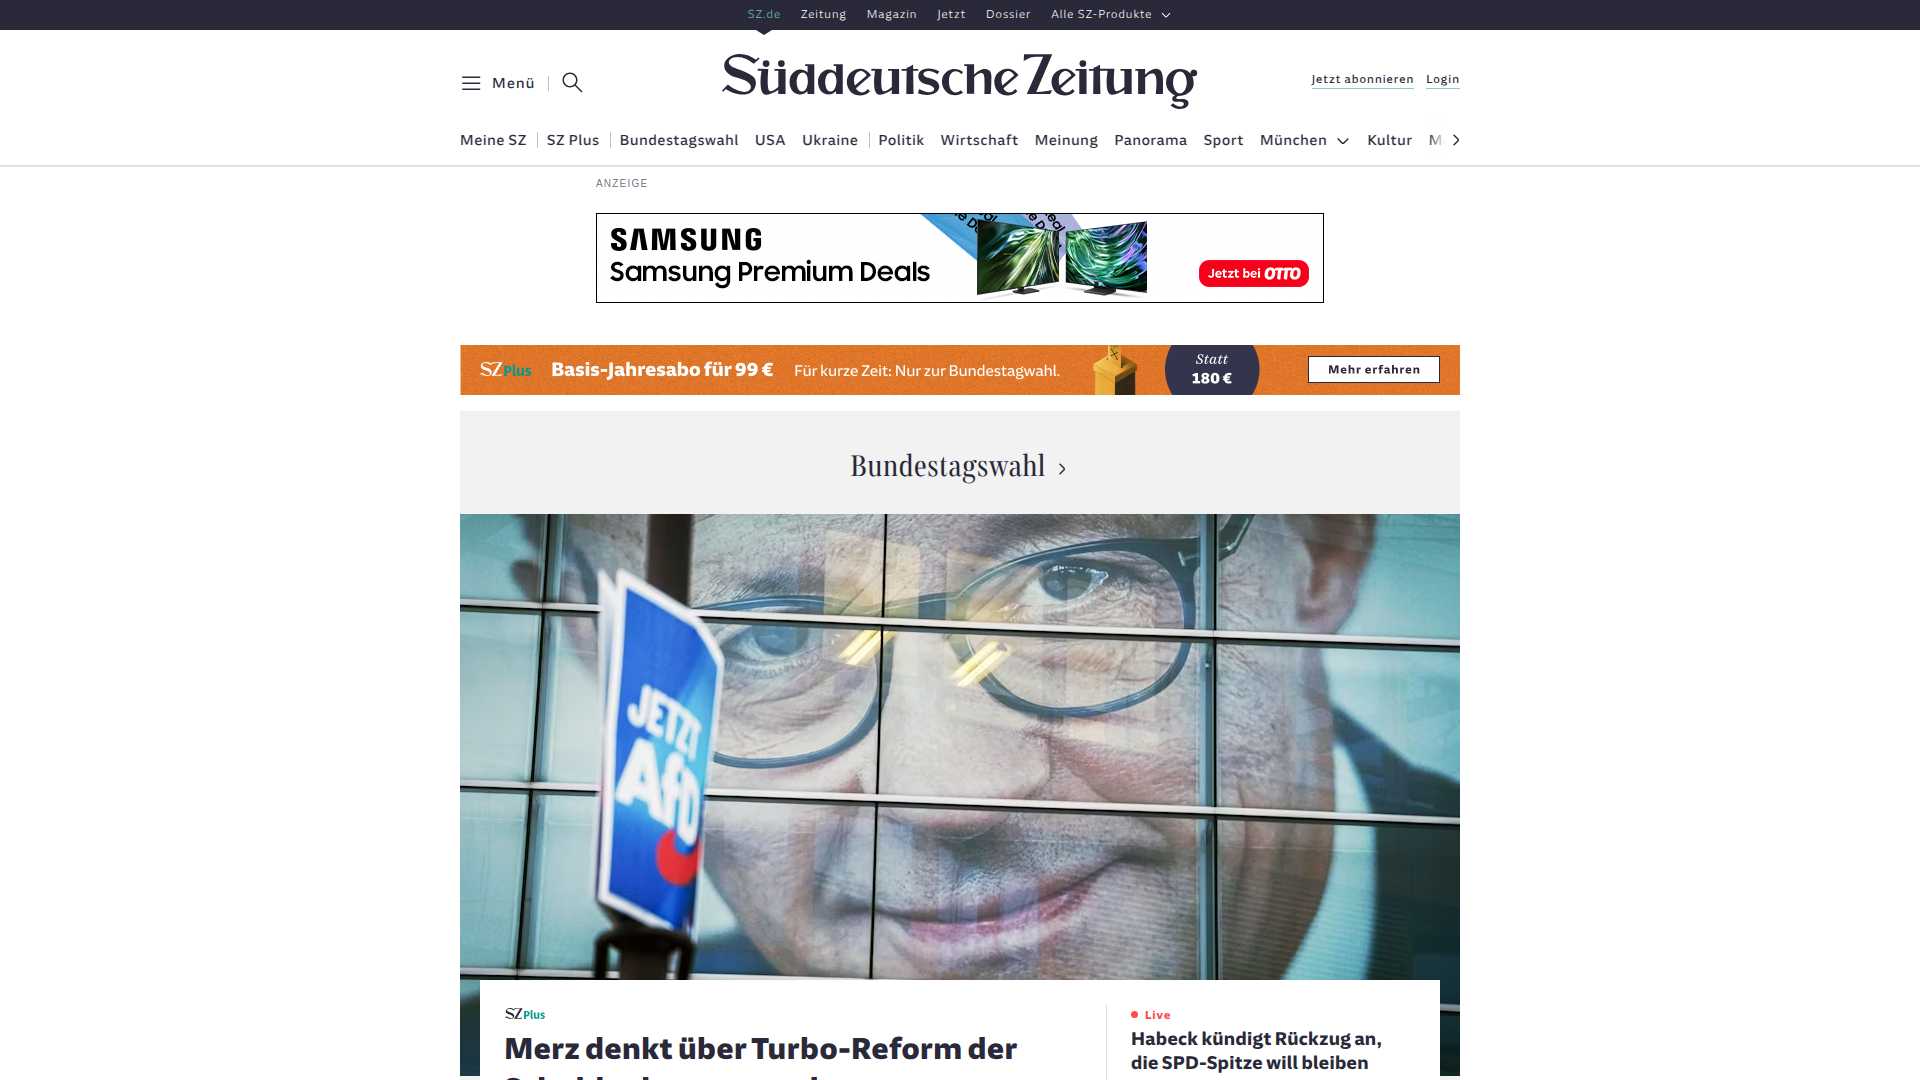 SZ.de Zeitung Magazin Jetzt Dossier Alle SZ-Produkte
Menü
Süddeutsche Zeitung
Jetzt abonnieren Login
Meine SZ SZ Plus Bundestagswahl USA Ukraine Politik Wirtschaft Meinung Panorama Sport München Kultur M
ANZEIGE
SAMSUNG
Samsung Premium Deals
Jetzt bei OTTO
SZ Plus Basis-Jahresabo für 99 € Für kurze Zeit: Nur zur Bundestagwahl.
Statt
180 €
Mehr erfahren
Bundestagswahl
JETZT
AfD
SZ Plus
Merz denkt über Turbo-Reform der
Live
Habeck kündigt Rückzug an,
die SPD-Spitze will bleiben